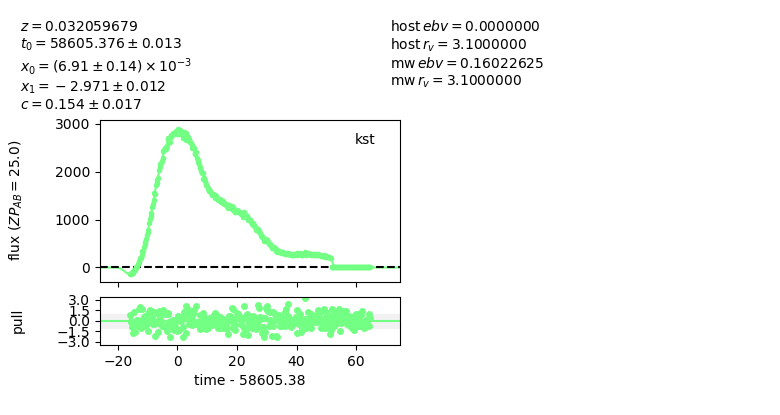 z = 0.032059679
t₀ = 58605.376 ± 0.013
x₀ = (6.91 ± 0.14) × 10⁻³
x₁ = −2.971 ± 0.012
c = 0.154 ± 0.017
host ebv = 0.0000000
host r_v = 3.1000000
mw ebv = 0.16022625
mw r_v = 3.1000000
kst
flux (ZP_AB = 25.0)
3000
2000
1000
0
pull
3.0
1.5
0.0
−1.5
−3.0
−20 0 20 40 60
time - 58605.38